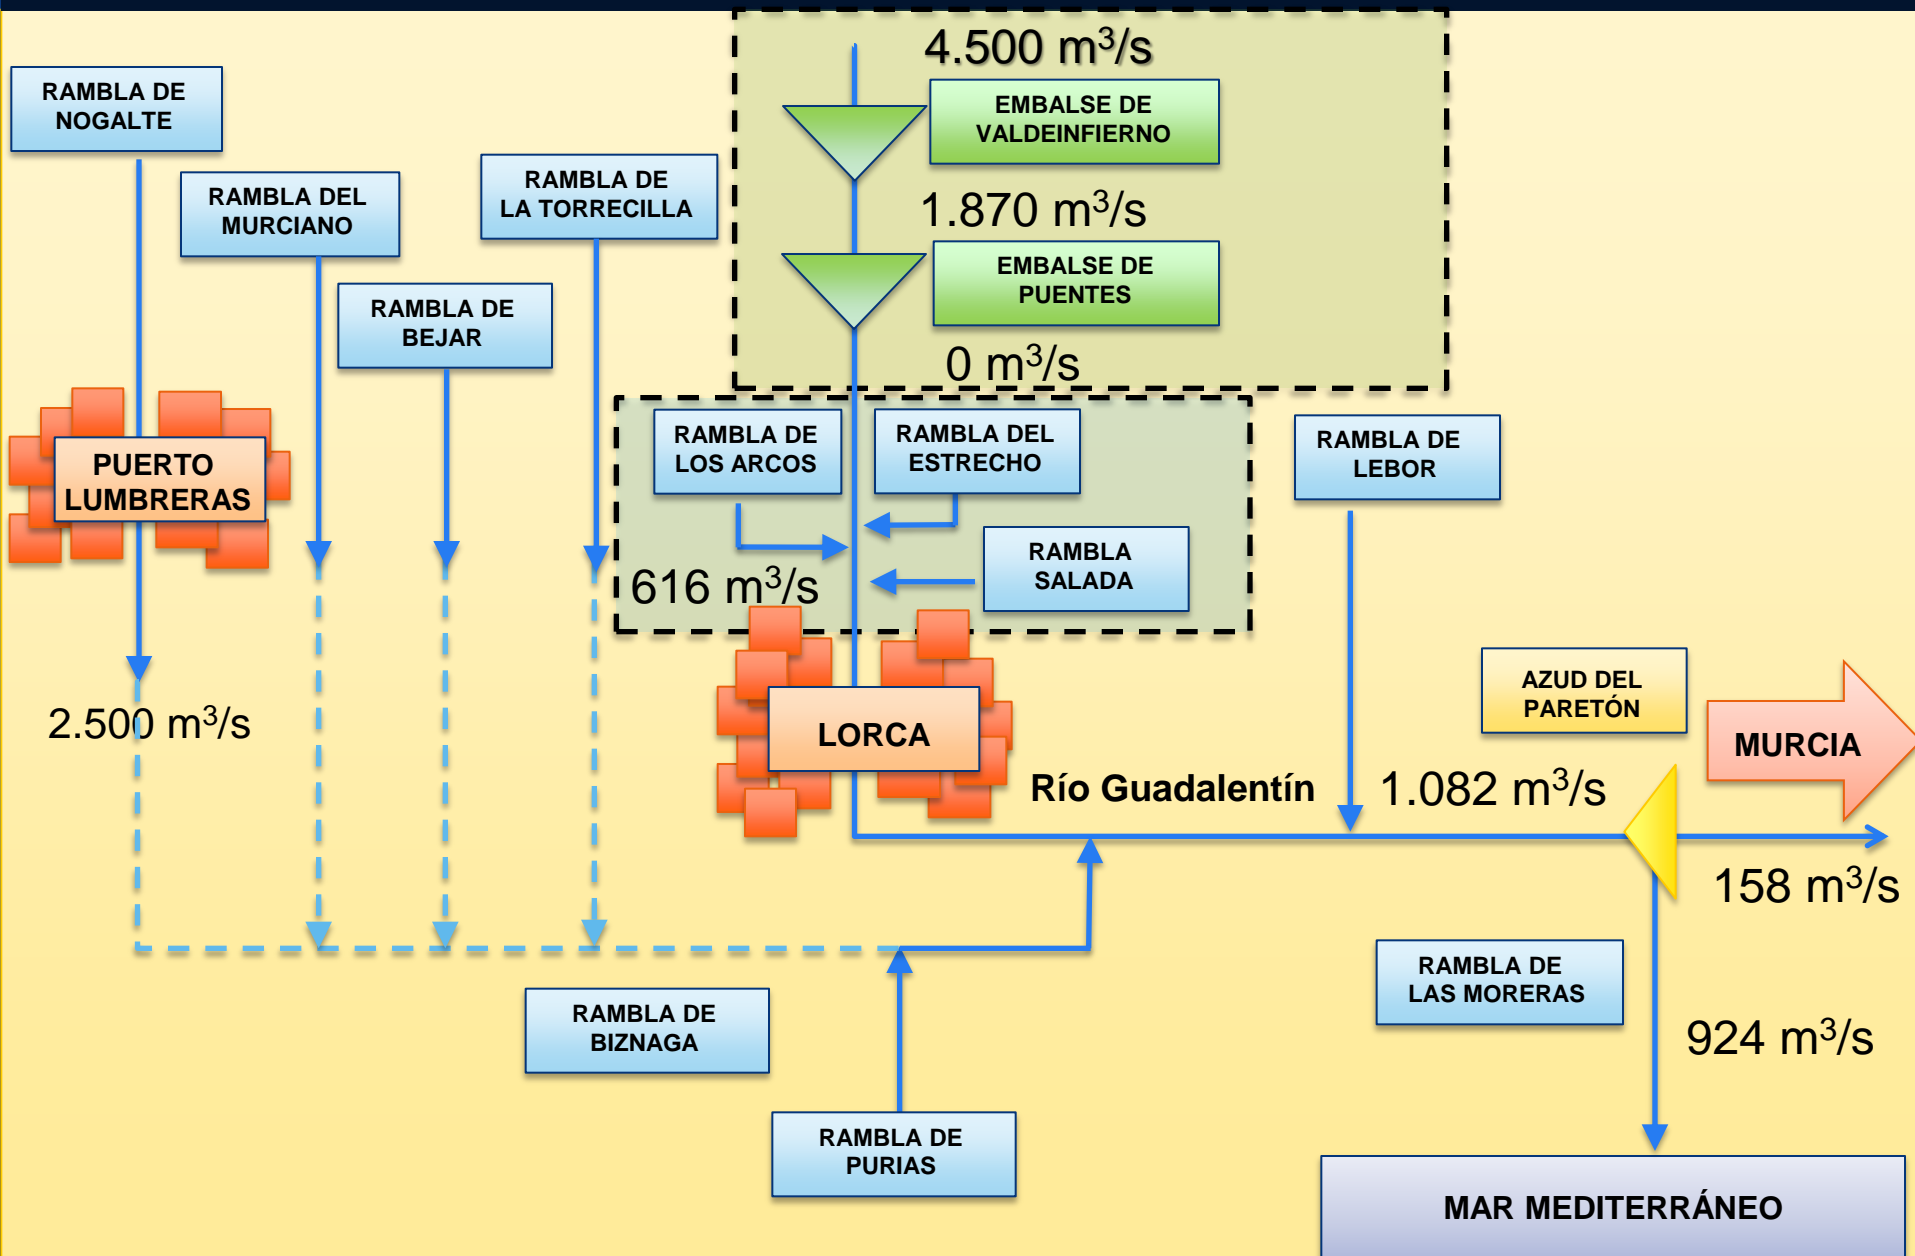 4.500 m³/s
RAMBLA DE
NOGALTE
EMBALSE DE
VALDEINFIERNO
RAMBLA DEL
MURCIANO
RAMBLA DE
LA TORRECILLA
1.870 m³/s
RAMBLA DE
BEJAR
EMBALSE DE
PUENTES
0 m³/s
PUERTO
LUMBRERAS
RAMBLA DE
LOS ARCOS
RAMBLA DEL
ESTRECHO
RAMBLA DE
LEBOR
RAMBLA
SALADA
616 m³/s
2.500 m³/s
LORCA
AZUD DEL
PARETÓN
MURCIA
Río Guadalentín
1.082 m³/s
158 m³/s
RAMBLA DE
LAS MORERAS
RAMBLA DE
BIZNAGA
924 m³/s
RAMBLA DE
PURIAS
MAR MEDITERRÁNEO